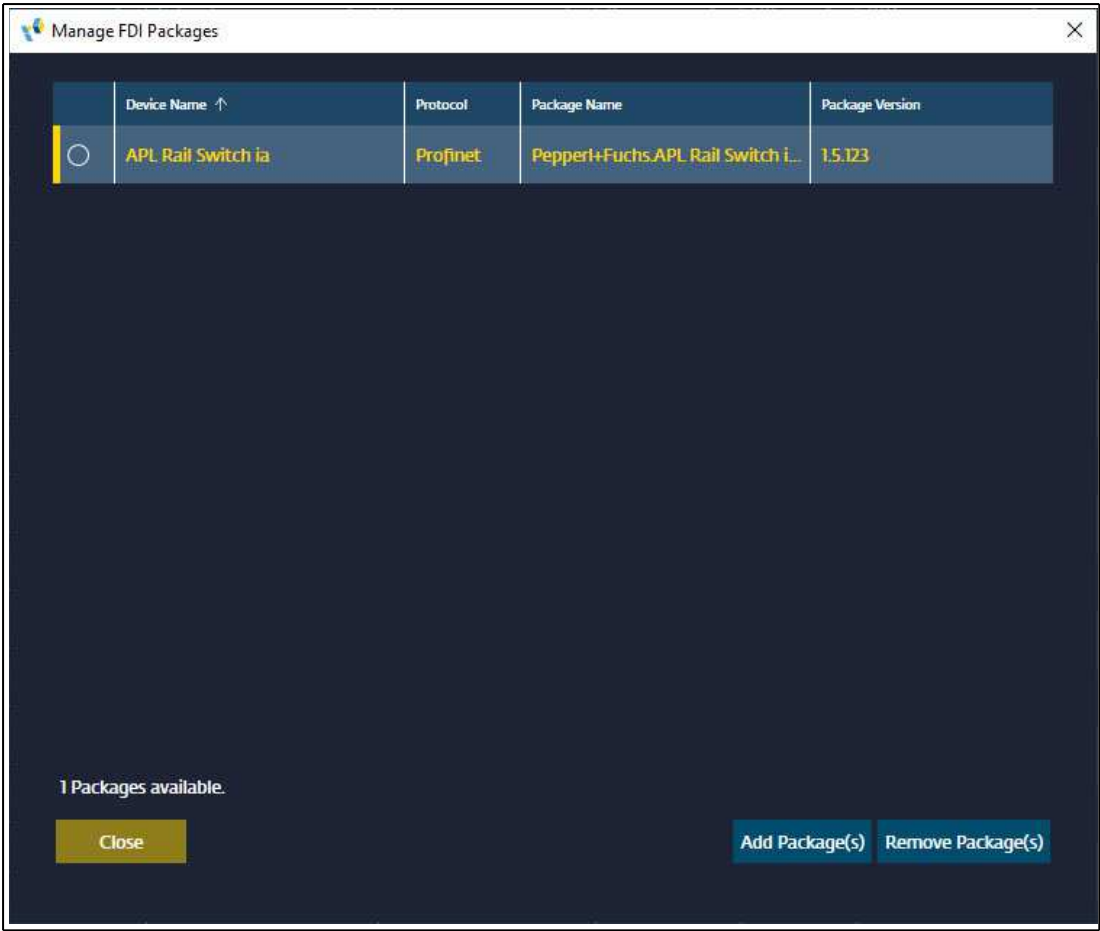 Manage FDI Packages
Device Name ↑ Protocol Package Name Package Version
APL Rail Switch ia Profinet Pepperl+Fuchs.APL Rail Switch i... 1.5.123
1 Packages available.
Close Add Package(s) Remove Package(s)